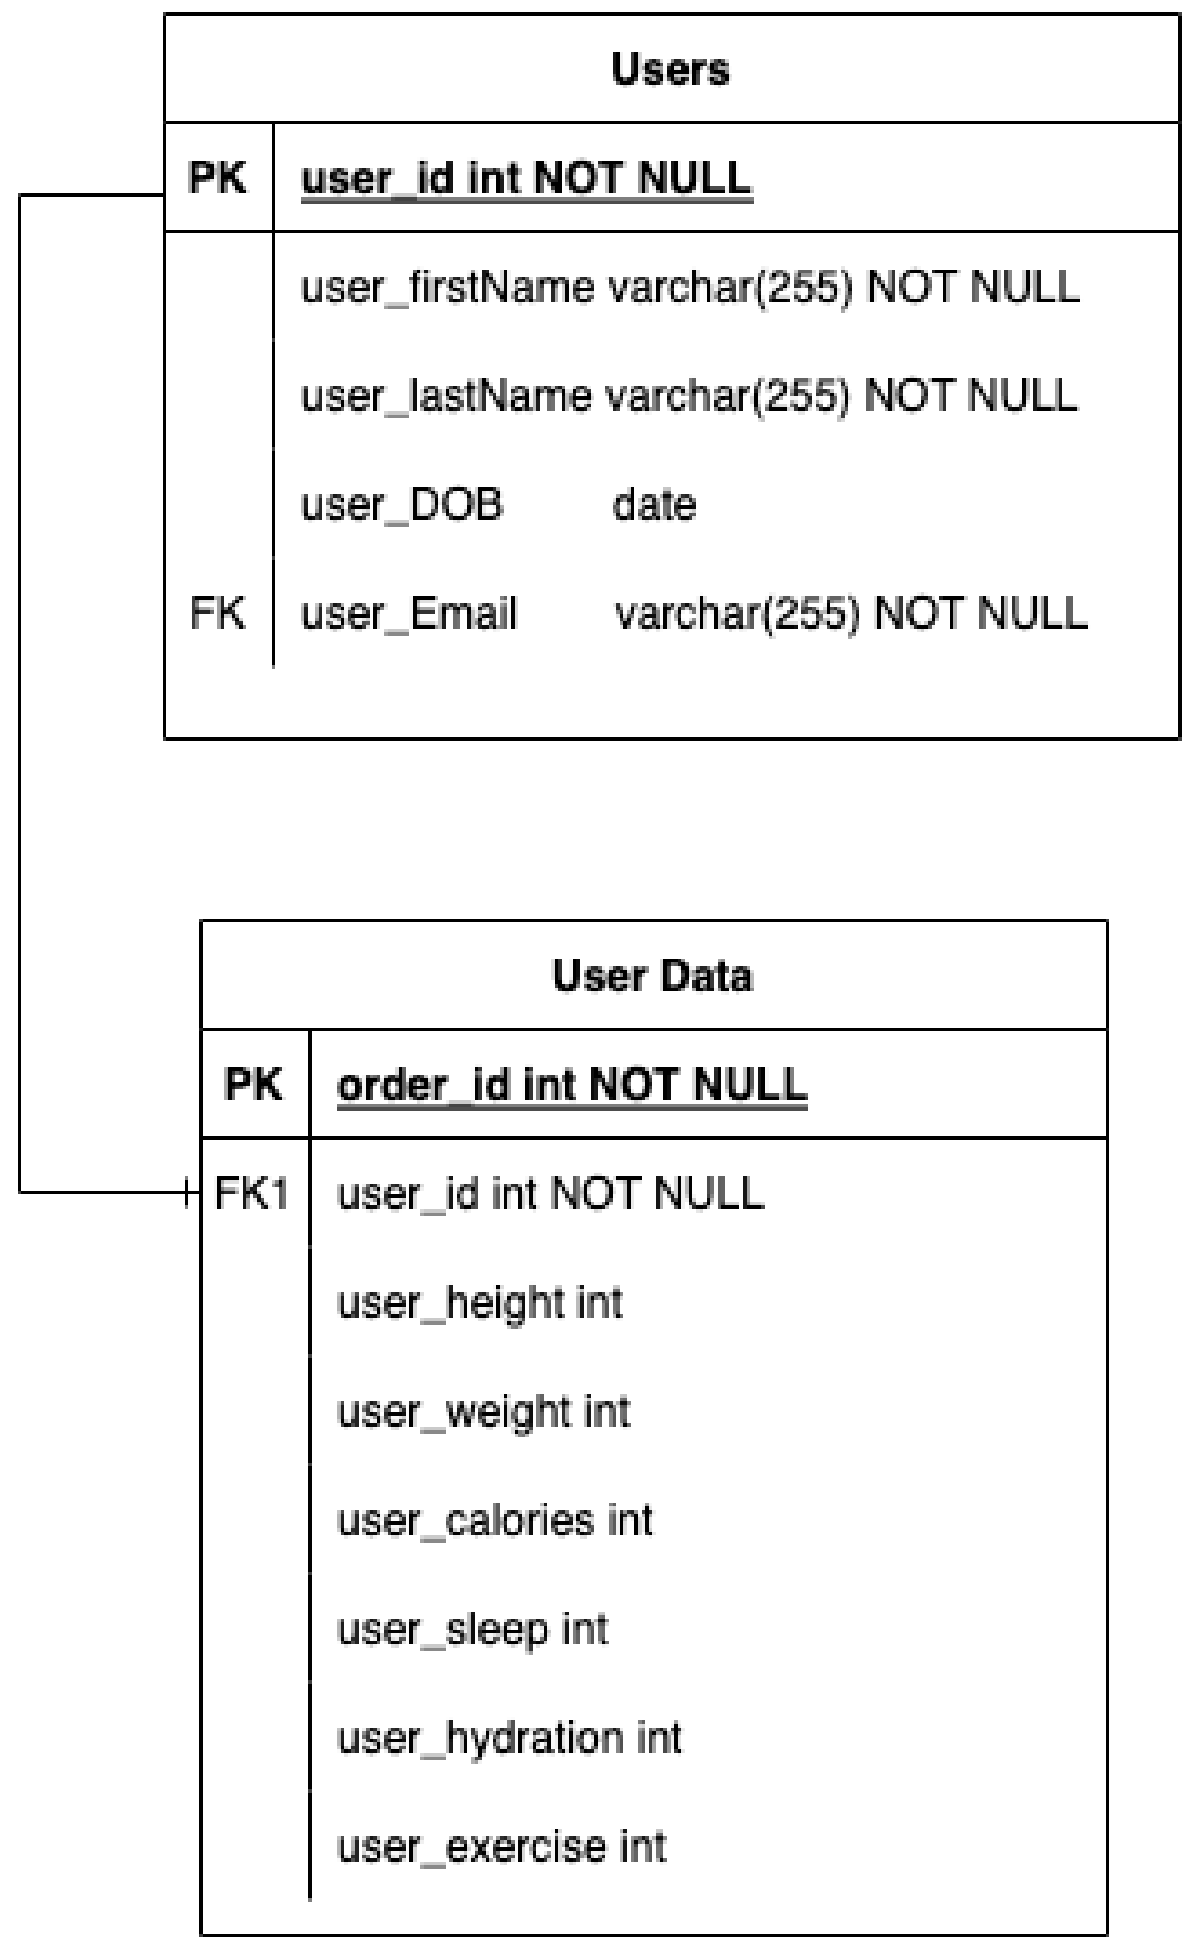 Users
PK user_id int NOT NULL
user_firstName varchar(255) NOT NULL
user_lastName varchar(255) NOT NULL
user_DOB date
FK user_Email varchar(255) NOT NULL
User Data
PK order_id int NOT NULL
FK1 user_id int NOT NULL
user_height int
user_weight int
user_calories int
user_sleep int
user_hydration int
user_exercise int